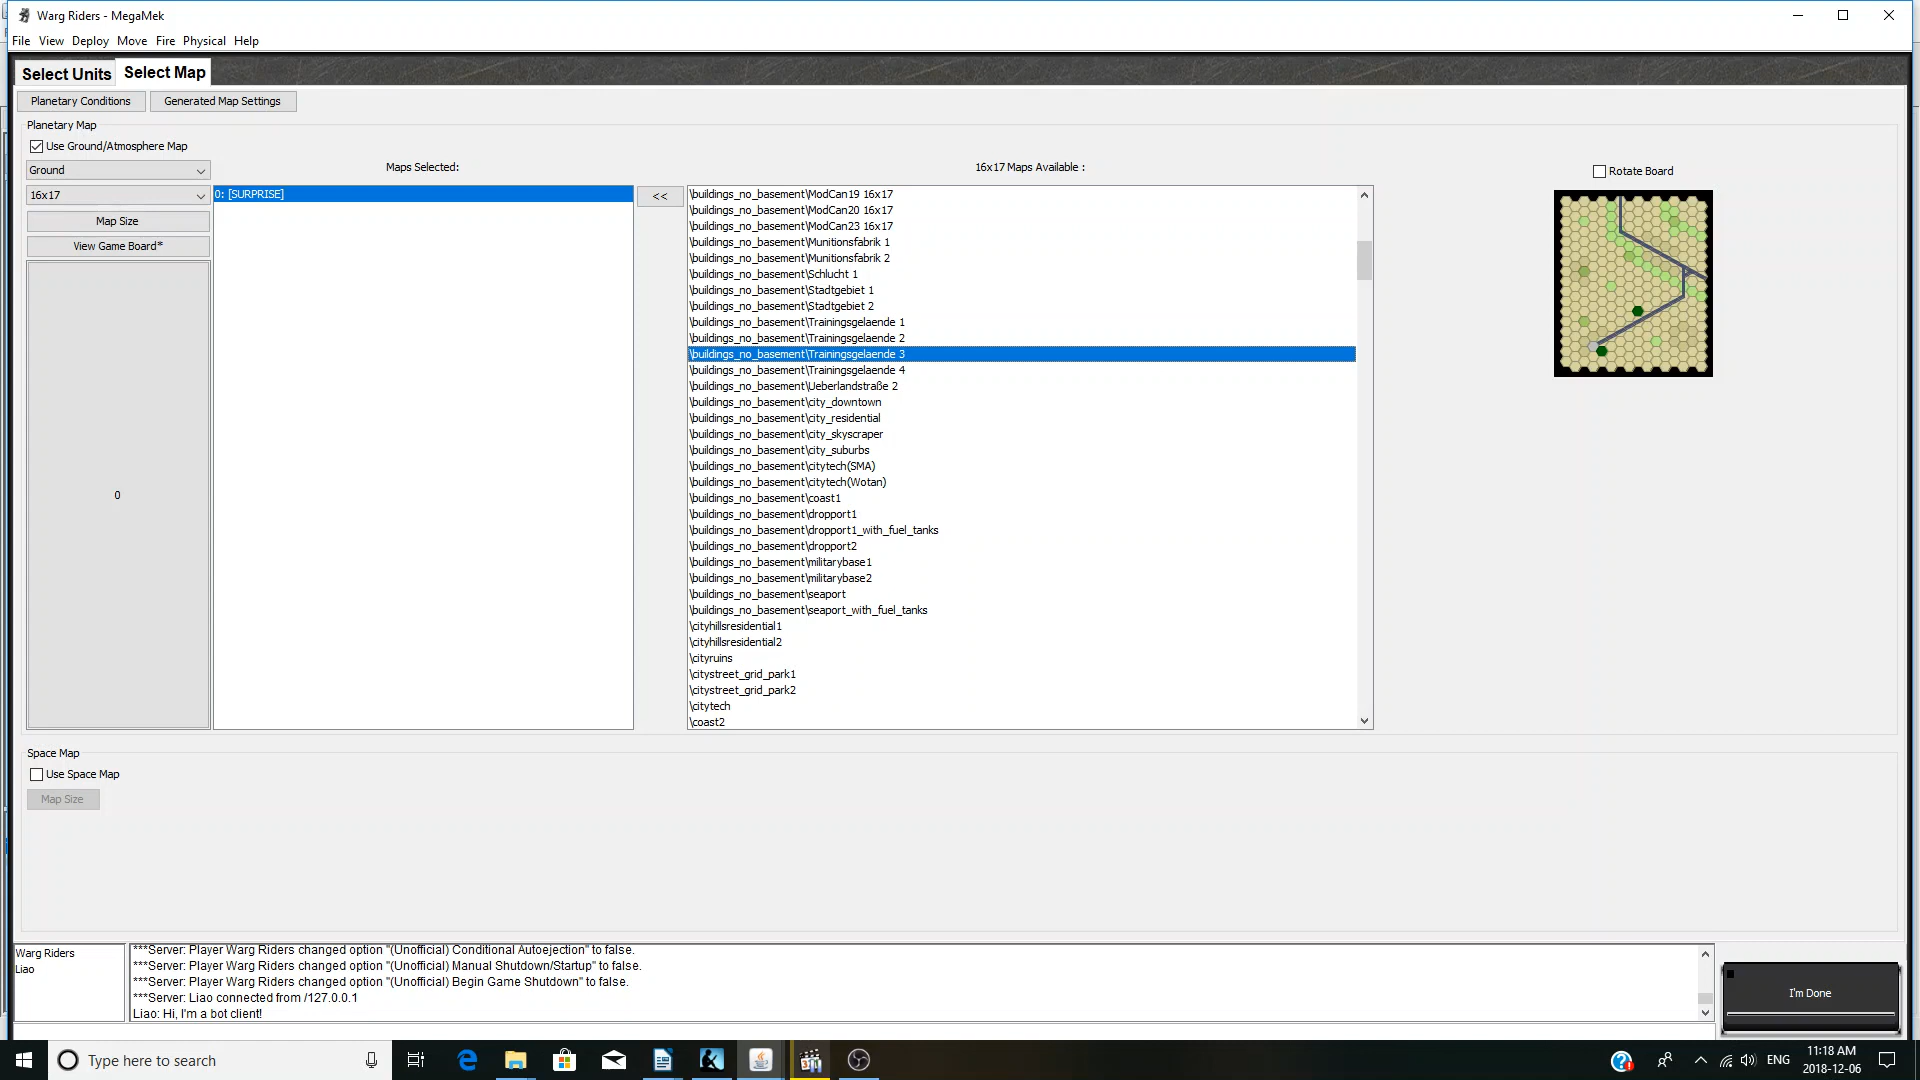 Warg Riders - MegaMek
File View Deploy Move Fire Physical Help
Select Units Select Map
Planetary Conditions Generated Map Settings
Planetary Map
Use Ground/Atmosphere Map
Ground
16x17
Map Size
View Game Board*
0
Maps Selected:
0: [SURPRISE]
<<
16x17 Maps Available :
\buildings_no_basement\ModCan19 16x17
\buildings_no_basement\ModCan20 16x17
\buildings_no_basement\ModCan23 16x17
\buildings_no_basement\Munitionsfabrik 1
\buildings_no_basement\Munitionsfabrik 2
\buildings_no_basement\Schlucht 1
\buildings_no_basement\Stadtgebiet 1
\buildings_no_basement\Stadtgebiet 2
\buildings_no_basement\Trainingsgelaende 1
\buildings_no_basement\Trainingsgelaende 2
\buildings_no_basement\Trainingsgelaende 3
\buildings_no_basement\Trainingsgelaende 4
\buildings_no_basement\Ueberlandstraße 2
\buildings_no_basement\city_downtown
\buildings_no_basement\city_residential
\buildings_no_basement\city_skyscraper
\buildings_no_basement\city_suburbs
\buildings_no_basement\citytech(SMA)
\buildings_no_basement\citytech(Wotan)
\buildings_no_basement\coast1
\buildings_no_basement\dropport1
\buildings_no_basement\dropport1_with_fuel_tanks
\buildings_no_basement\dropport2
\buildings_no_basement\militarybase1
\buildings_no_basement\militarybase2
\buildings_no_basement\seaport
\buildings_no_basement\seaport_with_fuel_tanks
\cityhillsresidential1
\cityhillsresidential2
\cityruins
\citystreet_grid_park1
\citystreet_grid_park2
\citytech
\coast2
Rotate Board
Space Map
Use Space Map
Map Size
Warg Riders
Liao
***Server: Player Warg Riders changed option "(Unofficial) Conditional Autoejection" to false.
***Server: Player Warg Riders changed option "(Unofficial) Manual Shutdown/Startup" to false.
***Server: Player Warg Riders changed option "(Unofficial) Begin Game Shutdown" to false.
***Server: Liao connected from /127.0.0.1
Liao: Hi, I'm a bot client!
I'm Done
Type here to search
ENG
11:18 AM
2018-12-06